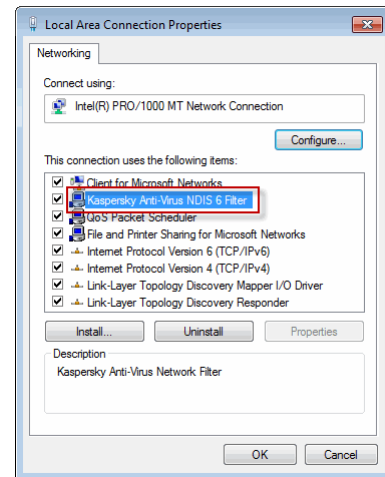 Local Area Connection Properties
Networking
Connect using:
Intel(R) PRO/1000 MT Network Connection
Configure...
This connection uses the following items:
Client for Microsoft Networks
Kaspersky Anti-Virus NDIS 6 Filter
QoS Packet Scheduler
File and Printer Sharing for Microsoft Networks
Internet Protocol Version 6 (TCP/IPv6)
Internet Protocol Version 4 (TCP/IPv4)
Link-Layer Topology Discovery Mapper I/O Driver
Link-Layer Topology Discovery Responder
Install... Uninstall Properties
Description
Kaspersky Anti-Virus Network Filter
OK Cancel